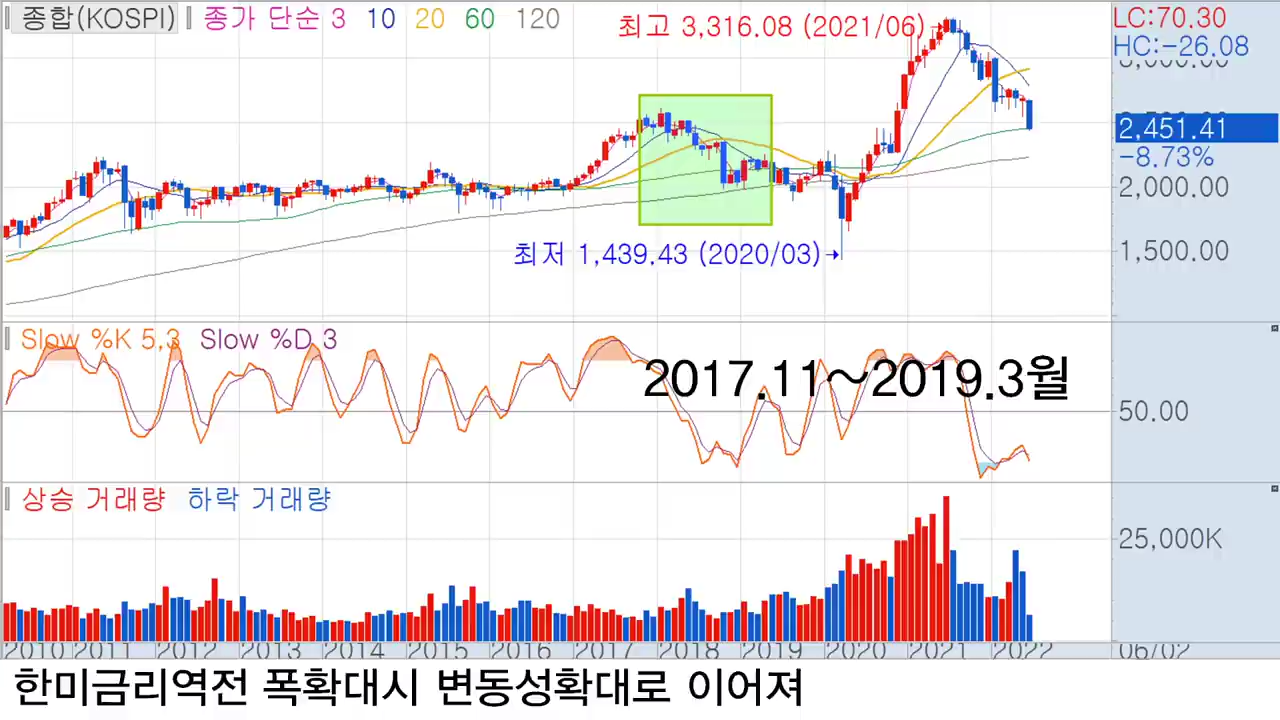 종합(KOSPI) 종가 단순 3 10 20 60 120
최고 3,316.08 (2021/06)
LC:70.30
HC:-26.08
3,000.00
2,451.41
-8.73%
2,000.00
최저 1,439.43 (2020/03)
1,500.00
Slow %K 5,3 Slow %D 3
2017.11~2019.3월
50.00
상승 거래량 하락 거래량
25,000K
2010 2011 2012 2013 2014 2015 2016 2017 2018 2019 2020 2021 2022 06/02
한미금리역전 폭확대시 변동성확대로 이어져